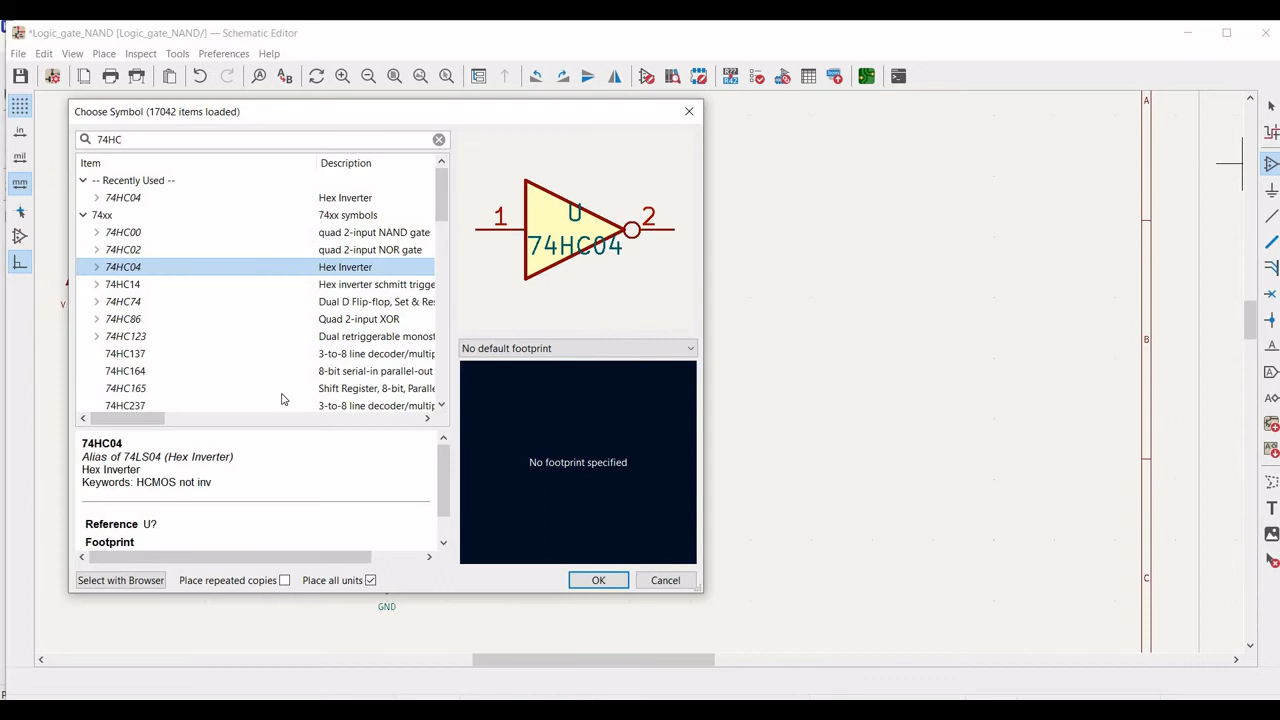 *Logic_gate_NAND [Logic_gate_NAND/] — Schematic Editor
File Edit View Place Inspect Tools Preferences Help
Choose Symbol (17042 items loaded)
74HC
Item Description
-- Recently Used --
74HC04 Hex Inverter
74xx 74xx symbols
74HC00 quad 2-input NAND gate
74HC02 quad 2-input NOR gate
74HC04 Hex Inverter
74HC14 Hex inverter schmitt trigge
74HC74 Dual D Flip-flop, Set & Res
74HC86 Quad 2-input XOR
74HC123 Dual retriggerable monost
74HC137 3-to-8 line decoder/multip
74HC164 8-bit serial-in parallel-out
74HC165 Shift Register, 8-bit, Paralle
74HC237 3-to-8 line decoder/multip
1 U 2
74HC04
No default footprint
No footprint specified
74HC04
Alias of 74LS04 (Hex Inverter)
Hex Inverter
Keywords: HCMOS not inv
Reference U?
Footprint
Select with Browser Place repeated copies Place all units OK Cancel
GND
in
mil
mm
V
A
B
C